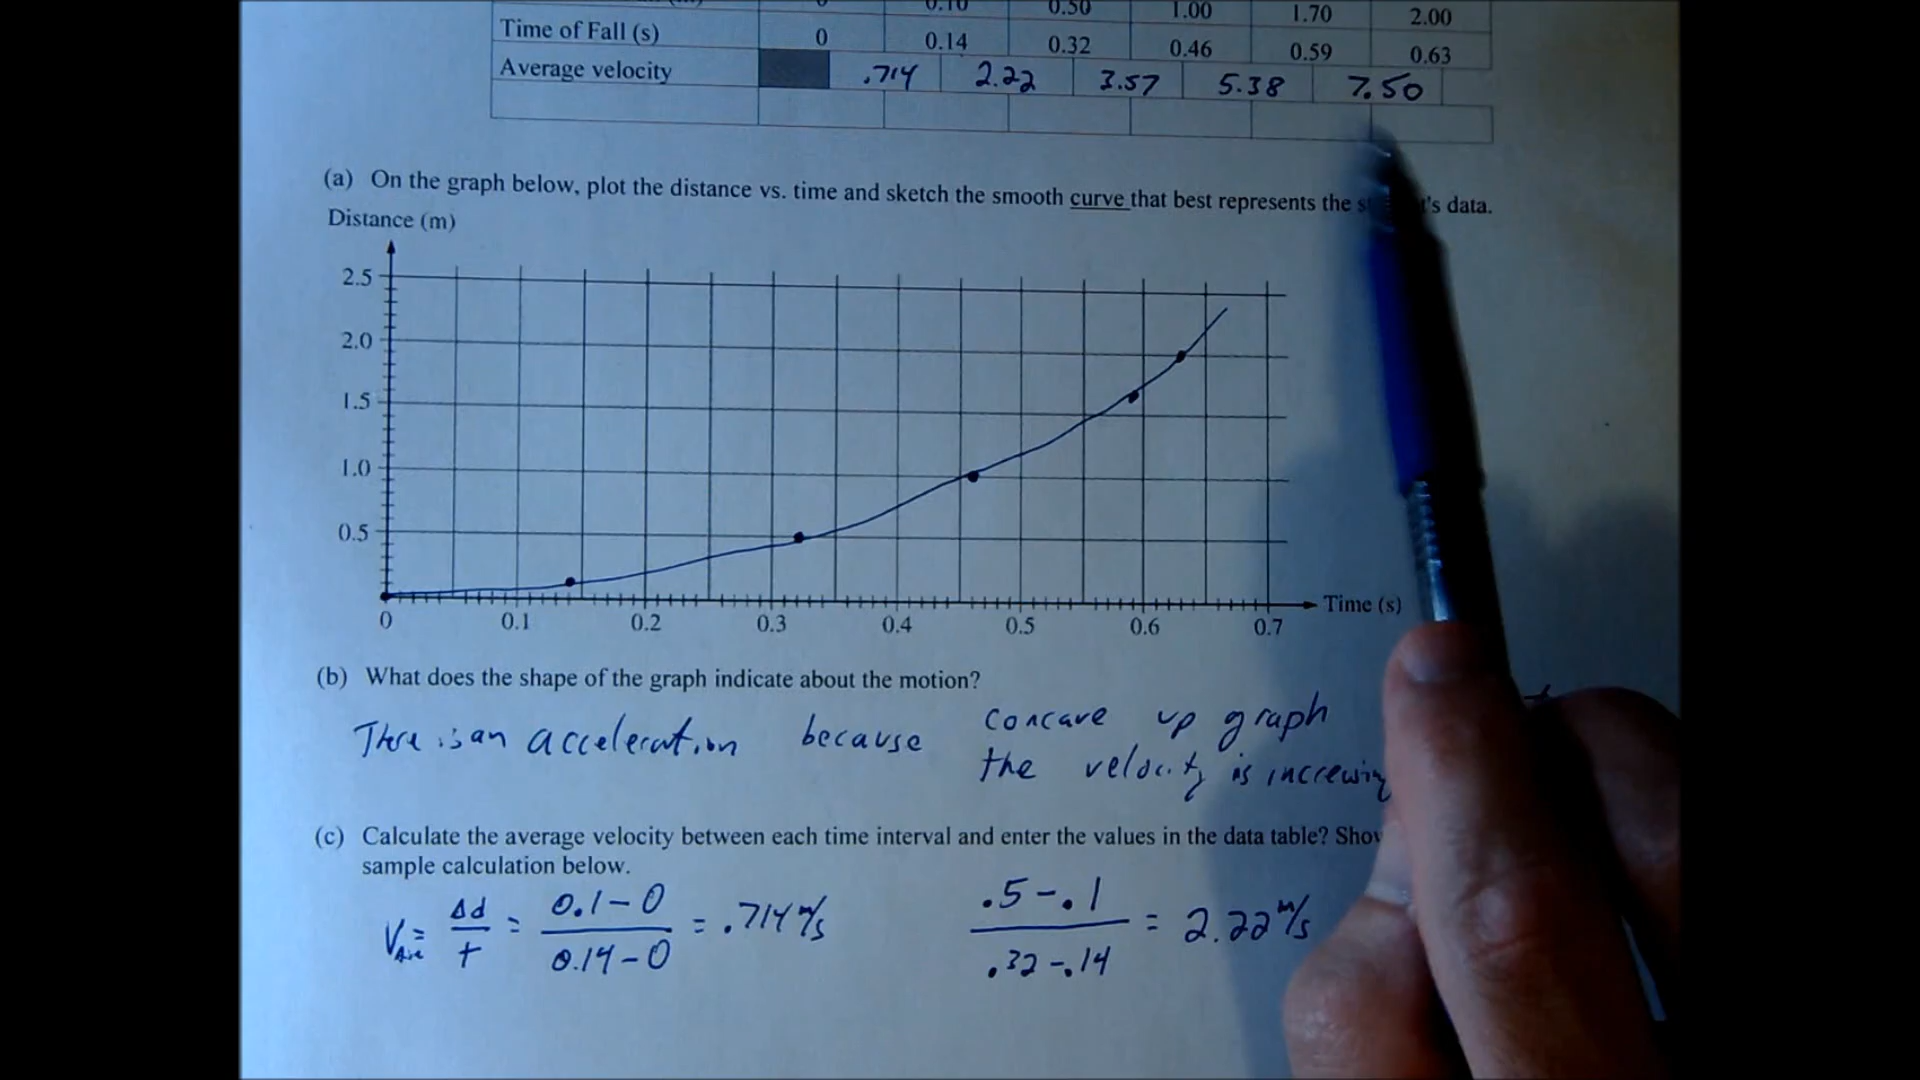 0.10 0.50 1.00 1.70 2.00
Time of Fall (s) 0 0.14 0.32 0.46 0.59 0.63
Average velocity .714 2.22 3.57 5.38 7.50
(a) On the graph below, plot the distance vs. time and sketch the smooth curve that best represents the data.
Distance (m)
2.5
2.0
1.5
1.0
0.5
0 0.1 0.2 0.3 0.4 0.5 0.6 0.7 Time (s)
(b) What does the shape of the graph indicate about the motion?
There is an acceleration because concave up graph
the velocity is increasing
(c) Calculate the average velocity between each time interval and enter the values in the data table? Show
sample calculation below.
VAve = Δd/t = 0.1-0/0.14-0 = .714 m/s .5-.1/.32-.14 = 2.22 m/s